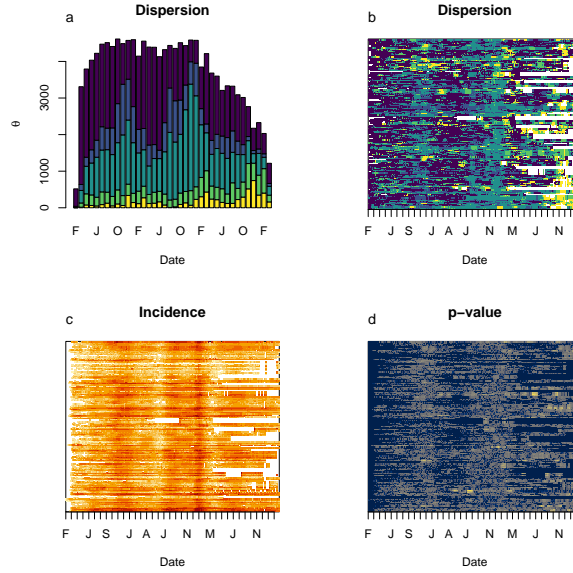 a
Dispersion
θ
0
1000
3000
F J O F J O F J O F
Date
b
Dispersion
F J S N M J S N M J N
Date
c
Incidence
F J S N M J S N M J N
Date
d
p−value
F J S N M J S N M J N
Date